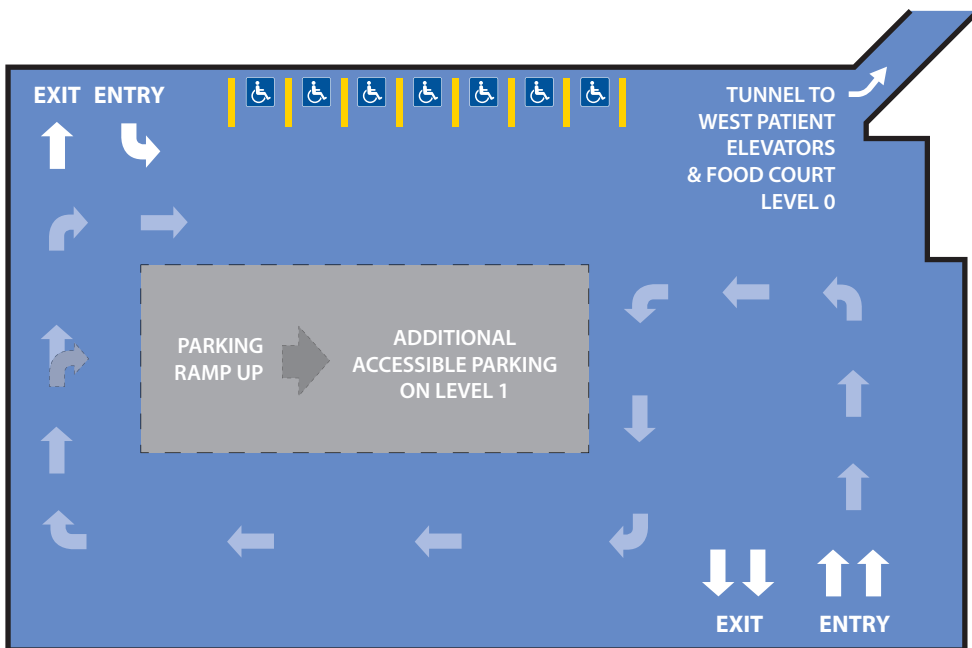 EXIT ENTRY
TUNNEL TO
WEST PATIENT
ELEVATORS
& FOOD COURT
LEVEL 0
PARKING
RAMP UP
ADDITIONAL
ACCESSIBLE PARKING
ON LEVEL 1
EXIT
ENTRY